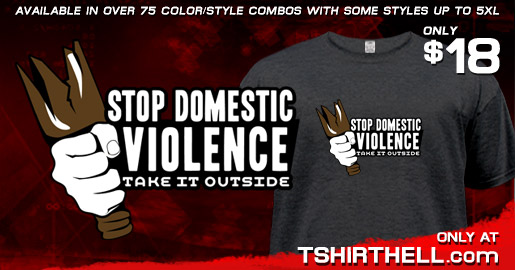 AVAILABLE IN OVER 75 COLOR/STYLE COMBOS WITH SOME STYLES UP TO 5XL
ONLY
$18
STOP DOMESTIC
VIOLENCE
TAKE IT OUTSIDE
STOP DOMESTIC
VIOLENCE
TAKE IT OUTSIDE
ONLY AT
TSHIRTHELL.com